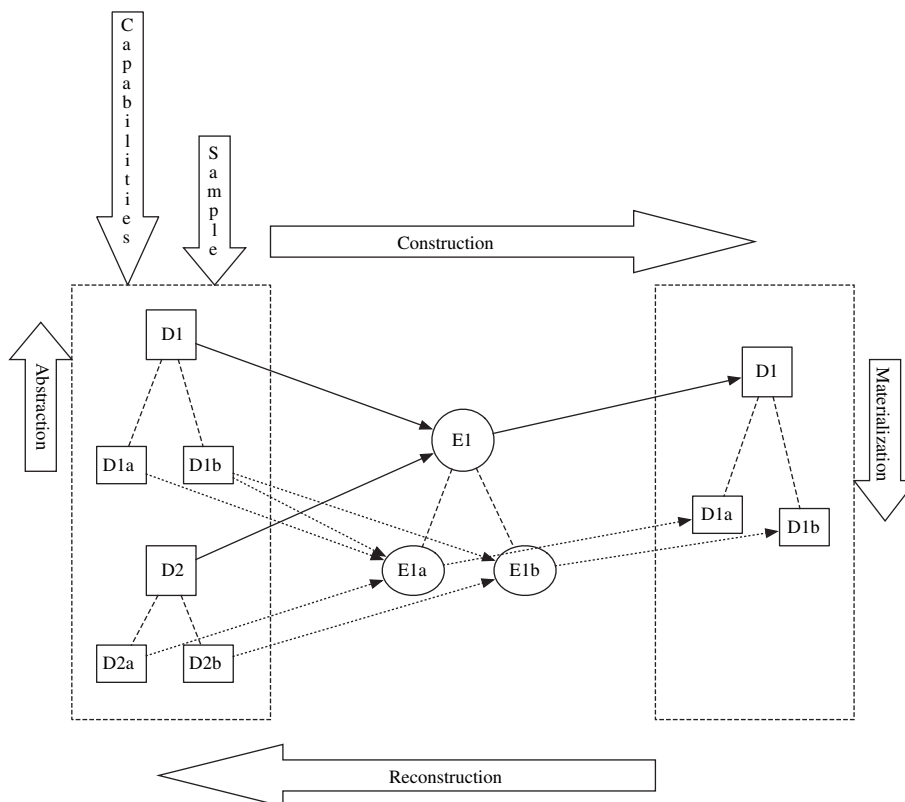 Capabilities
Sample
Construction
Abstraction
D1
D1a
D1b
D2
D2a
D2b
E1
E1a
E1b
D1
D1a
D1b
Materialization
Reconstruction